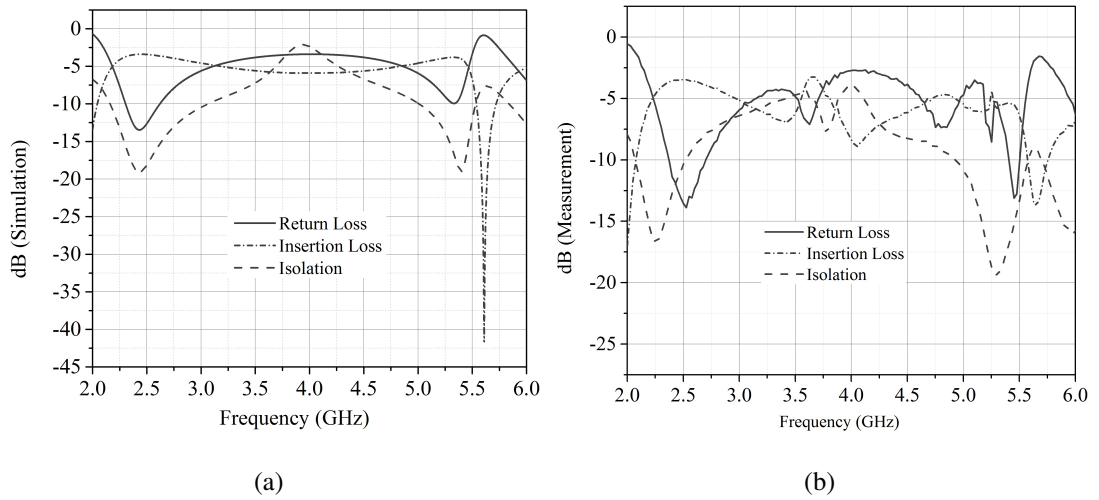 0
-5
-10
-15
-20
-25
-30
-35
-40
-45
dB (Simulation)
Return Loss
Insertion Loss
Isolation
2.0 2.5 3.0 3.5 4.0 4.5 5.0 5.5 6.0
Frequency (GHz)
(a)
0
-5
-10
-15
-20
-25
dB (Measurement)
Return Loss
Insertion Loss
Isolation
2.0 2.5 3.0 3.5 4.0 4.5 5.0 5.5 6.0
Frequency (GHz)
(b)